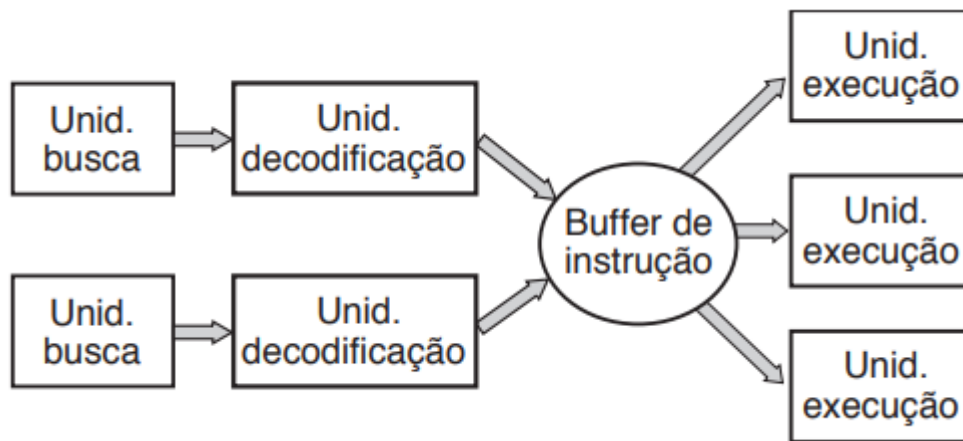 Unid.
busca
Unid.
decodificação
Unid.
busca
Unid.
decodificação
Buffer de
instrução
Unid.
execução
Unid.
execução
Unid.
execução